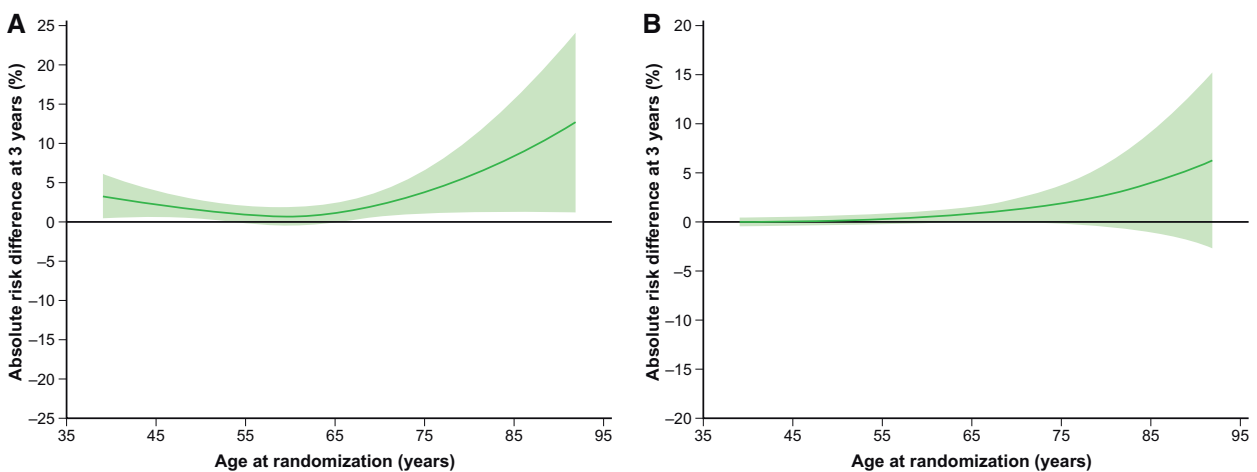 A
Absolute risk difference at 3 years (%)
25
20
15
10
5
0
–5
–10
–15
–20
–25
35 45 55 65 75 85 95
Age at randomization (years)
B
Absolute risk difference at 3 years (%)
20
15
10
5
0
–5
–10
–15
–20
35 45 55 65 75 85 95
Age at randomization (years)